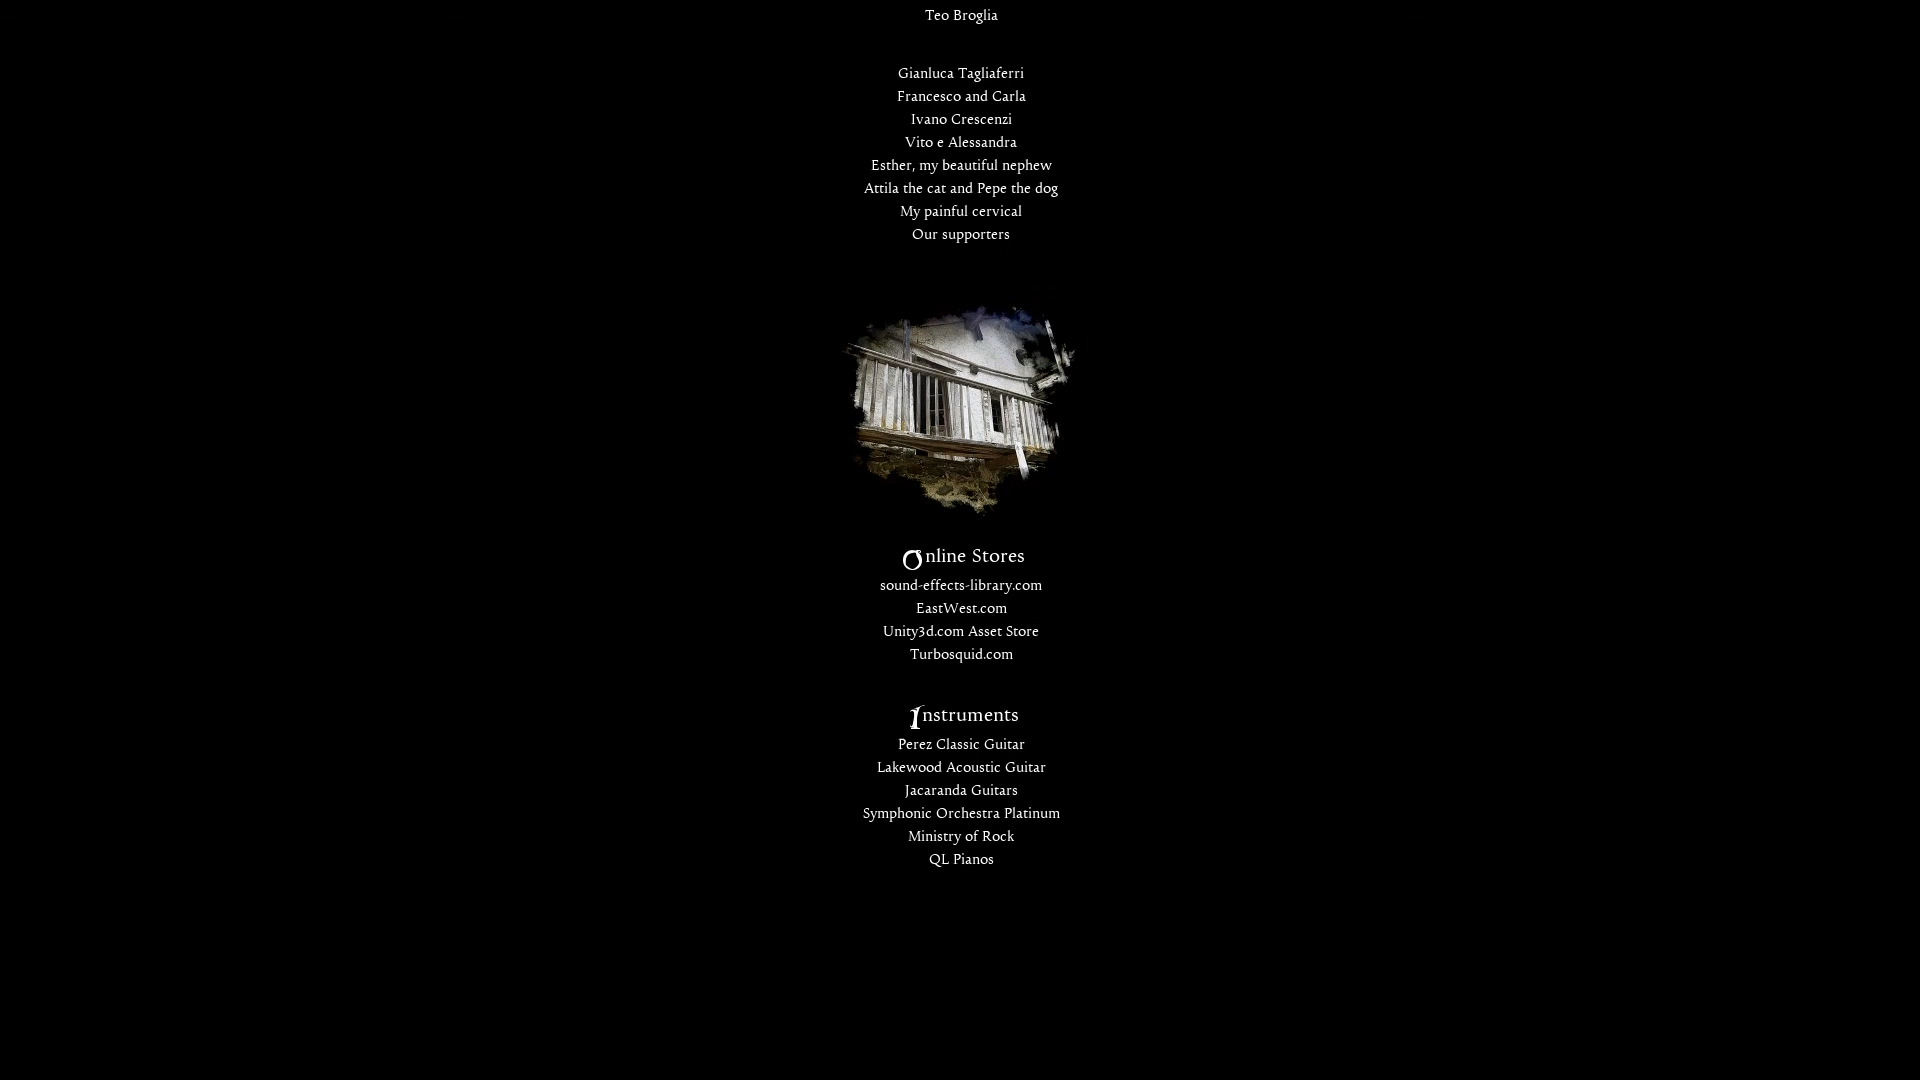 Teo Broglia
Gianluca Tagliaferri
Francesco and Carla
Ivano Crescenzi
Vito e Alessandra
Esther, my beautiful nephew
Attila the cat and Pepe the dog
My painful cervical
Our supporters
Online Stores
sound-effects-library.com
EastWest.com
Unity3d.com Asset Store
Turbosquid.com
Instruments
Perez Classic Guitar
Lakewood Acoustic Guitar
Jacaranda Guitars
Symphonic Orchestra Platinum
Ministry of Rock
QL Pianos